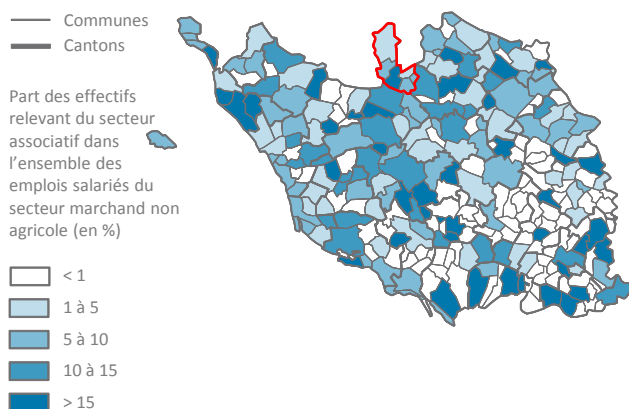 Communes
Cantons
Part des effectifs
relevant du secteur
associatif dans
l’ensemble des
emplois salariés du
secteur marchand non
agricole (en %)
< 1
1 à 5
5 à 10
10 à 15
> 15